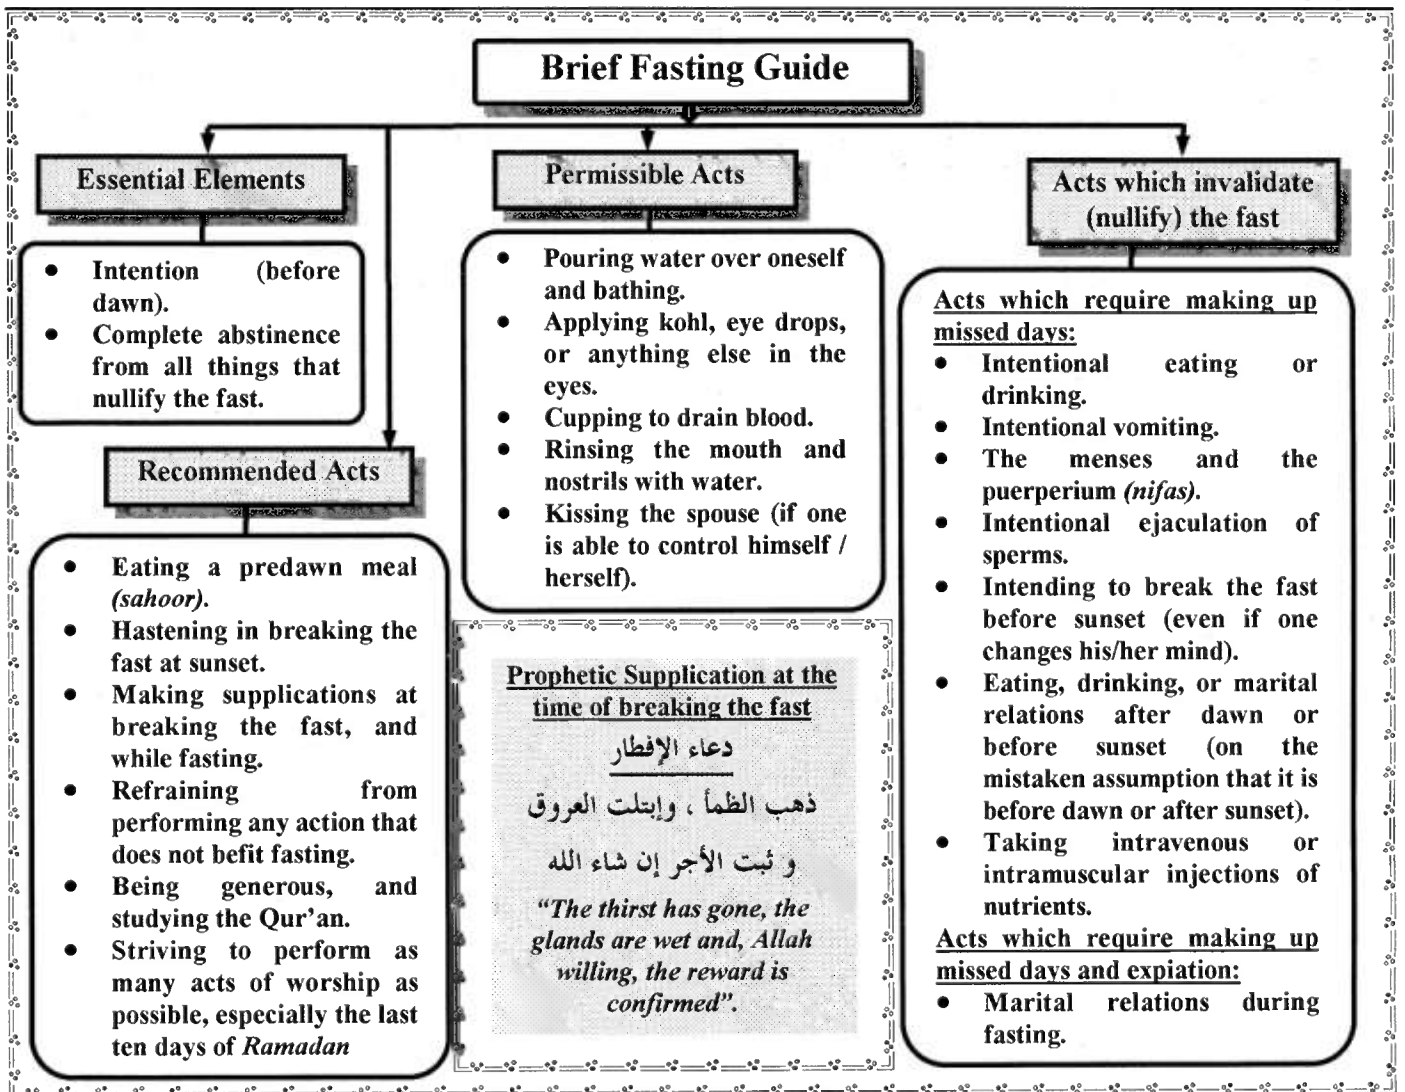 Brief Fasting Guide
Essential Elements
• Intention (before
dawn).
• Complete abstinence
from all things that
nullify the fast.
Recommended Acts
• Eating a predawn meal
(sahoor).
• Hastening in breaking the
fast at sunset.
• Making supplications at
breaking the fast, and
while fasting.
• Refraining from
performing any action that
does not befit fasting.
• Being generous, and
studying the Qur'an.
• Striving to perform as
many acts of worship as
possible, especially the last
ten days of Ramadan
Permissible Acts
• Pouring water over oneself
and bathing.
• Applying kohl, eye drops,
or anything else in the
eyes.
• Cupping to drain blood.
• Rinsing the mouth and
nostrils with water.
• Kissing the spouse (if one
is able to control himself /
herself).
Prophetic Supplication at the
time of breaking the fast
دعاء الإفطار
ذهب الظمأ ، وإبتلت العروق
و ثبت الأجر إن شاء الله
“The thirst has gone, the
glands are wet and, Allah
willing, the reward is
confirmed”.
Acts which invalidate
(nullify) the fast
Acts which require making up
missed days:
• Intentional eating or
drinking.
• Intentional vomiting.
• The menses and the
puerperium (nifas).
• Intentional ejaculation of
sperms.
• Intending to break the fast
before sunset (even if one
changes his/her mind).
• Eating, drinking, or marital
relations after dawn or
before sunset (on the
mistaken assumption that it is
before dawn or after sunset).
• Taking intravenous or
intramuscular injections of
nutrients.
Acts which require making up
missed days and expiation:
• Marital relations during
fasting.